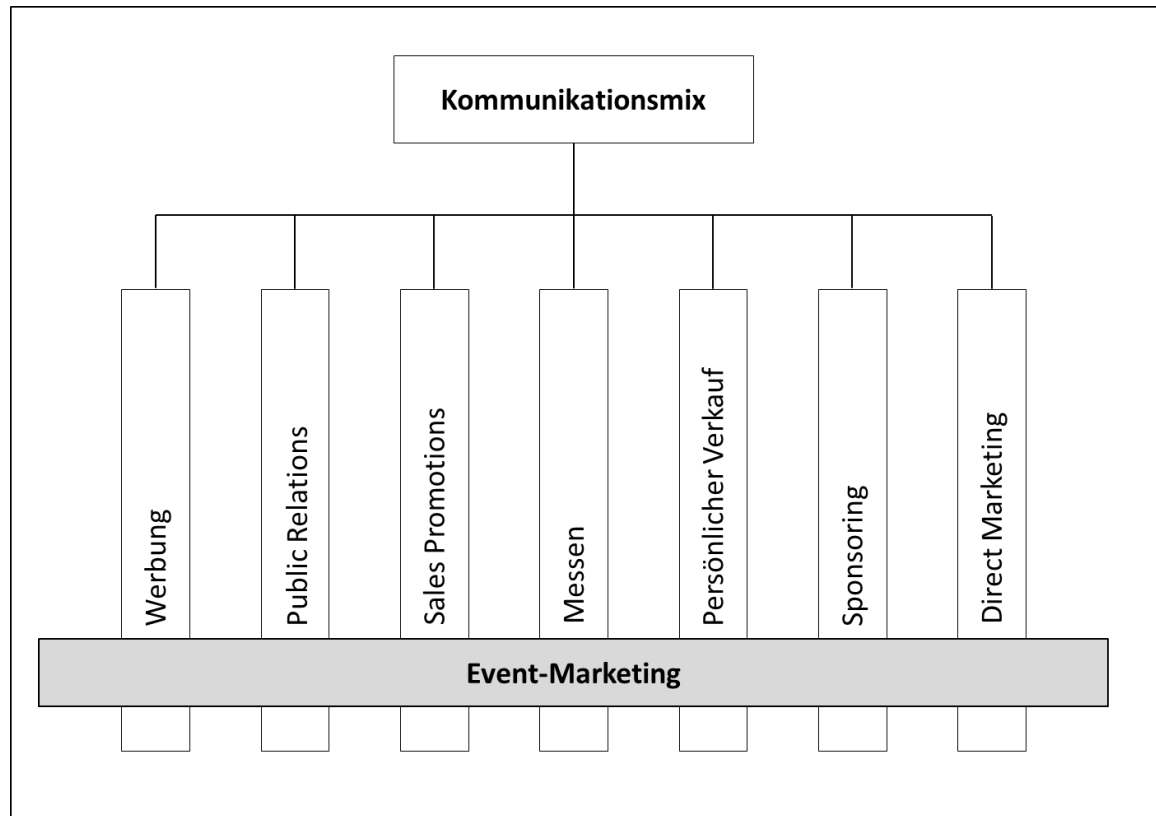 Kommunikationsmix
Werbung
Public Relations
Sales Promotions
Messen
Persönlicher Verkauf
Sponsoring
Direct Marketing
Event-Marketing